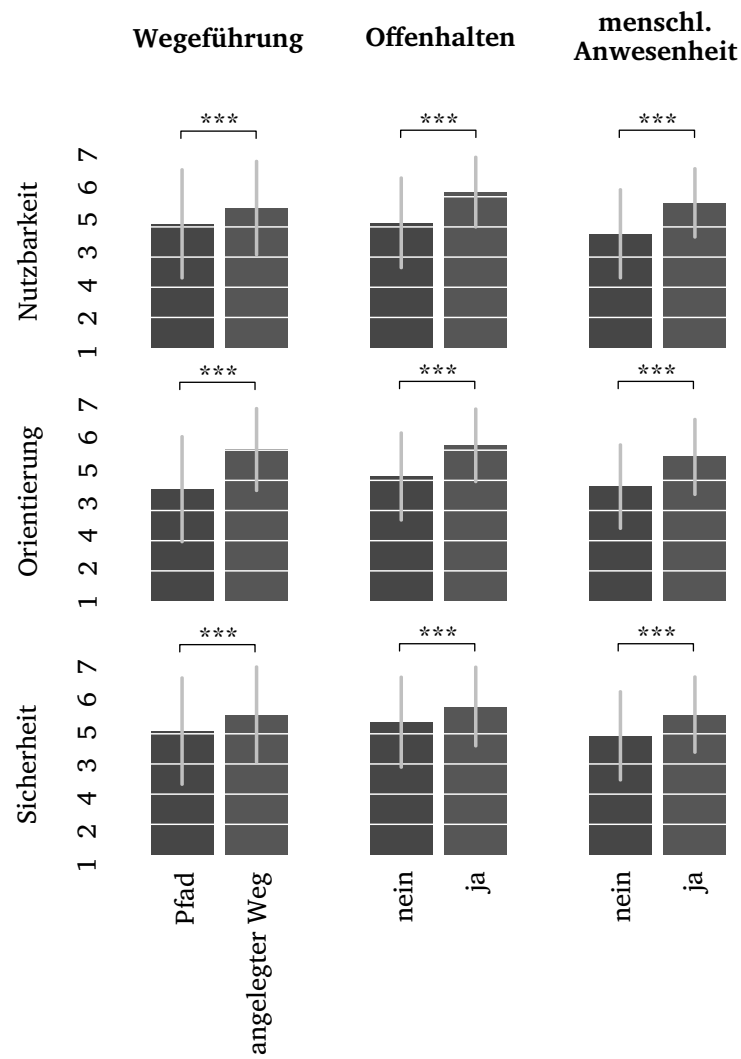 Wegeführung
Offenhalten
menschl.
Anwesenheit
***
***
***
Nutzbarkeit
7
6
5
3
4
2
1
***
***
***
Orientierung
7
6
5
3
4
2
1
***
***
***
Sicherheit
7
6
5
3
4
2
1
Pfad
angelegter Weg
nein
ja
nein
ja